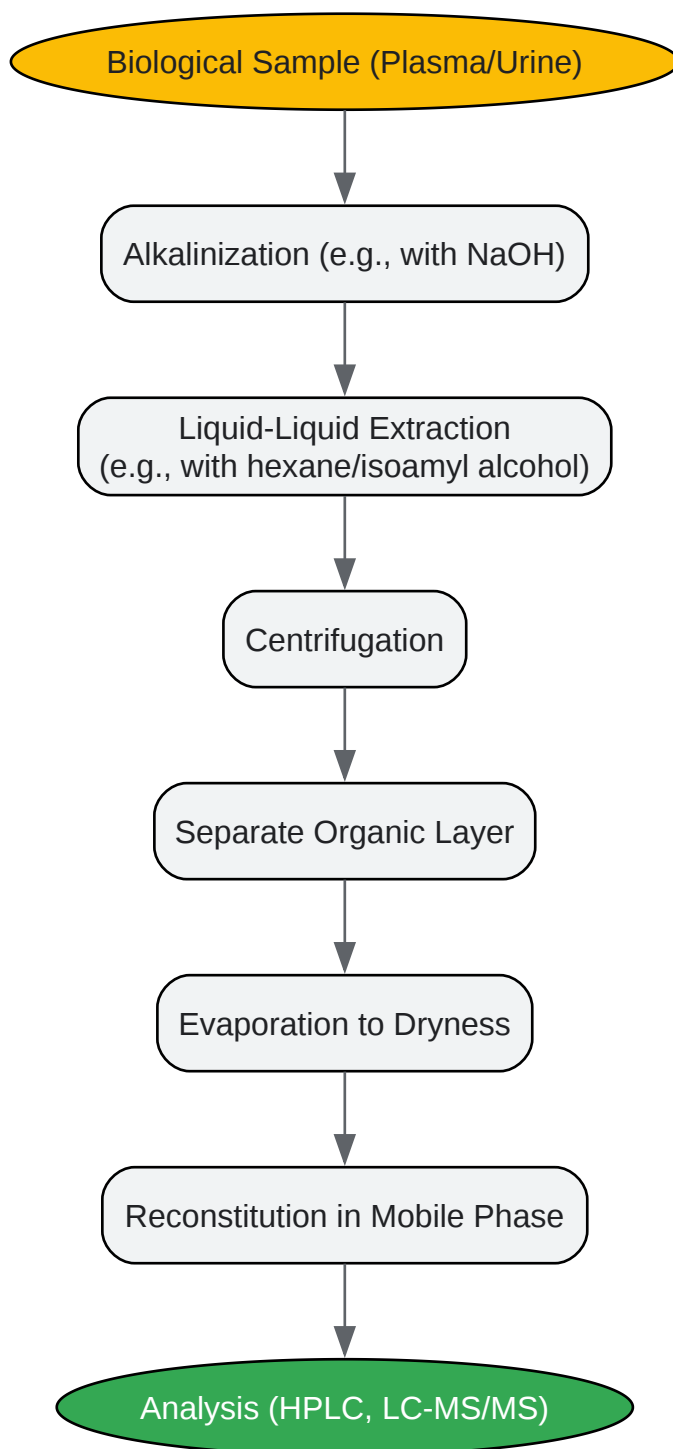 Biological Sample (Plasma/Urine)
Alkalinization (e.g., with NaOH)
Liquid-Liquid Extraction
(e.g., with hexane/isoamyl alcohol)
Centrifugation
Separate Organic Layer
Evaporation to Dryness
Reconstitution in Mobile Phase
Analysis (HPLC, LC-MS/MS)